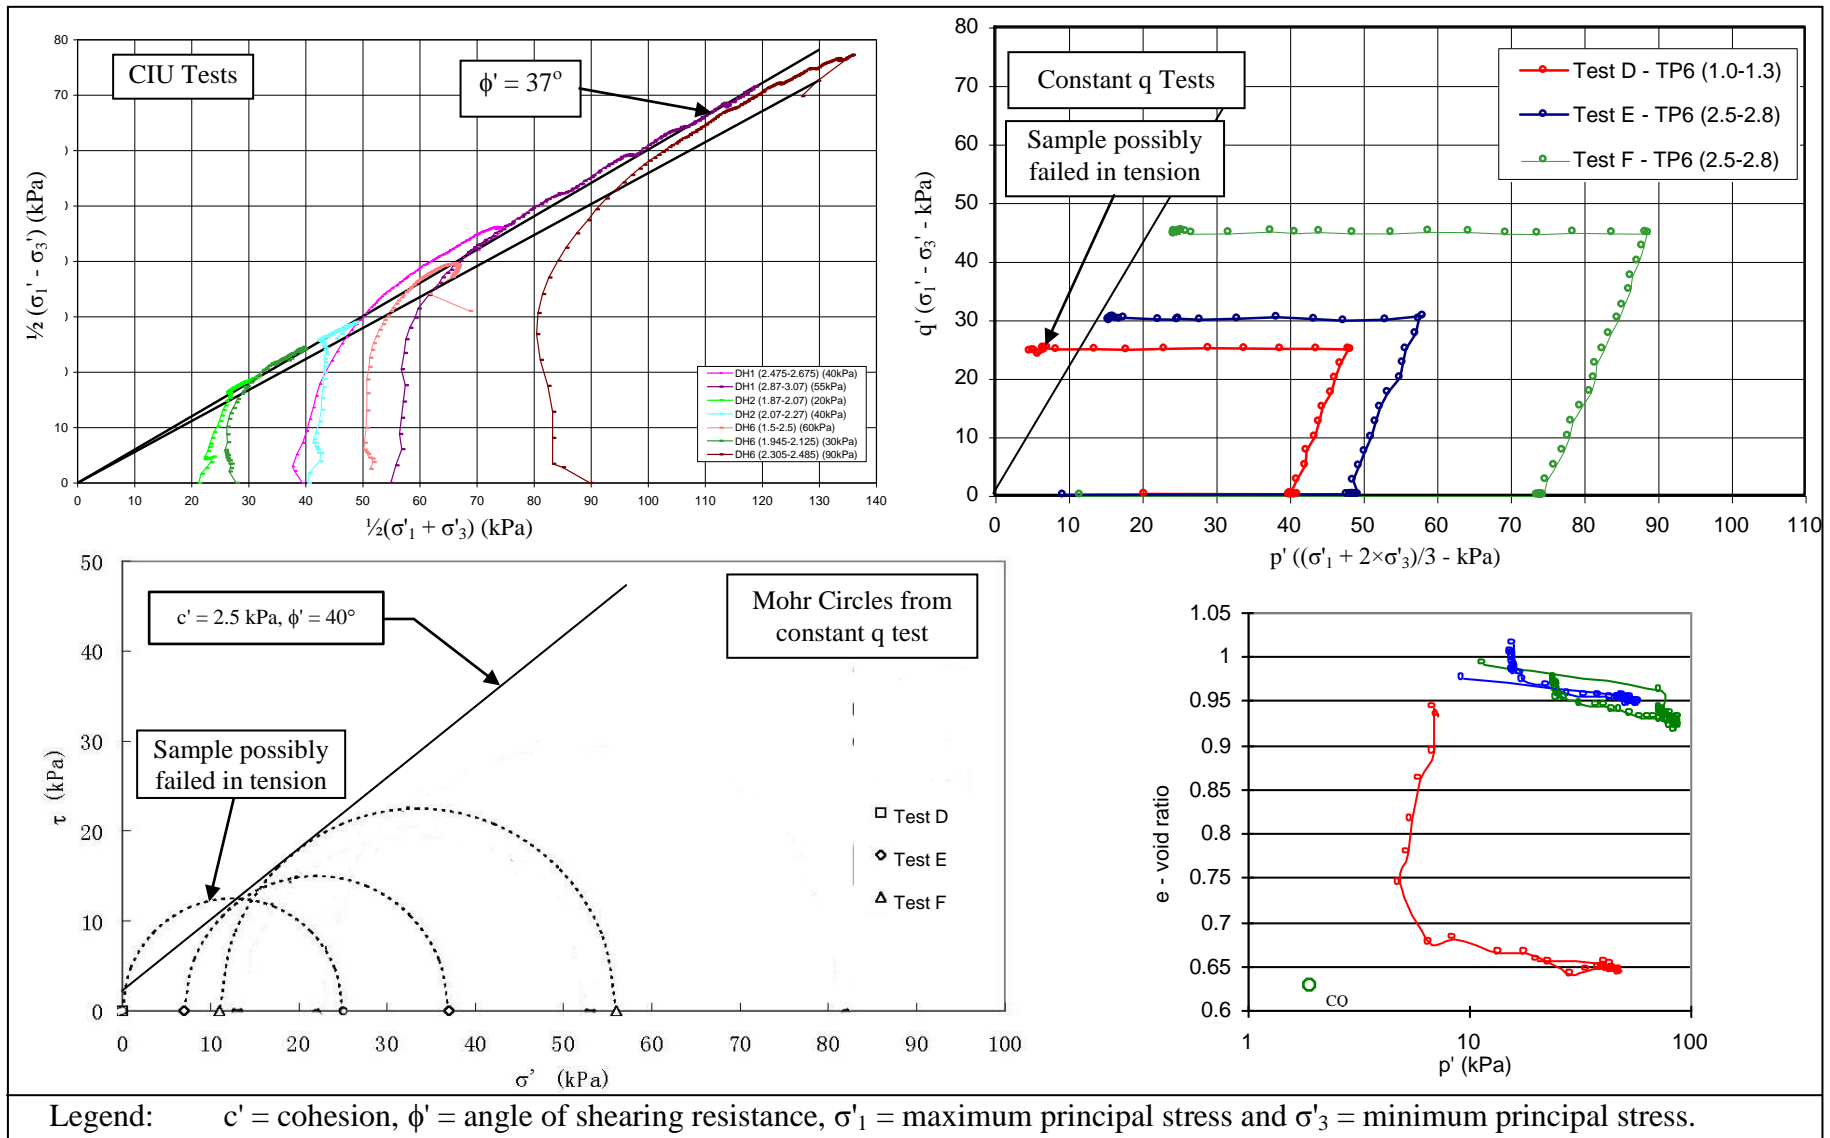 CIU Tests
ϕ' = 37°
½ (σ₁' - σ₃') (kPa)
80
70
10
0
0 10 20 30 40 50 60 70 80 90 100 110 120 130 140
½(σ'₁ + σ'₃) (kPa)
DH1 (2.475-2.675) (40kPa)
DH1 (2.87-3.07) (55kPa)
DH2 (1.87-2.07) (20kPa)
DH2 (2.07-2.27) (40kPa)
DH6 (1.5-2.5) (60kPa)
DH6 (1.945-2.125) (30kPa)
DH6 (2.305-2.485) (90kPa)
Constant q Tests
Sample possibly
failed in tension
Test D - TP6 (1.0-1.3)
Test E - TP6 (2.5-2.8)
Test F - TP6 (2.5-2.8)
q' (σ₁' - σ₃' - kPa)
80
70
60
50
40
30
20
10
0
0 10 20 30 40 50 60 70 80 90 100 110
p' ((σ'₁ + 2×σ'₃)/3 - kPa)
c' = 2.5 kPa, ϕ' = 40°
Mohr Circles from
constant q test
Sample possibly
failed in tension
Test D
Test E
Test F
τ (kPa)
50
40
30
20
10
0
0 10 20 30 40 50 60 70 80 90 100
σ' (kPa)
e - void ratio
1.05
1
0.95
0.9
0.85
0.8
0.75
0.7
0.65
0.6
CQ
1 10 100
p' (kPa)
Legend: c' = cohesion, ϕ' = angle of shearing resistance, σ'₁ = maximum principal stress and σ'₃ = minimum principal stress.